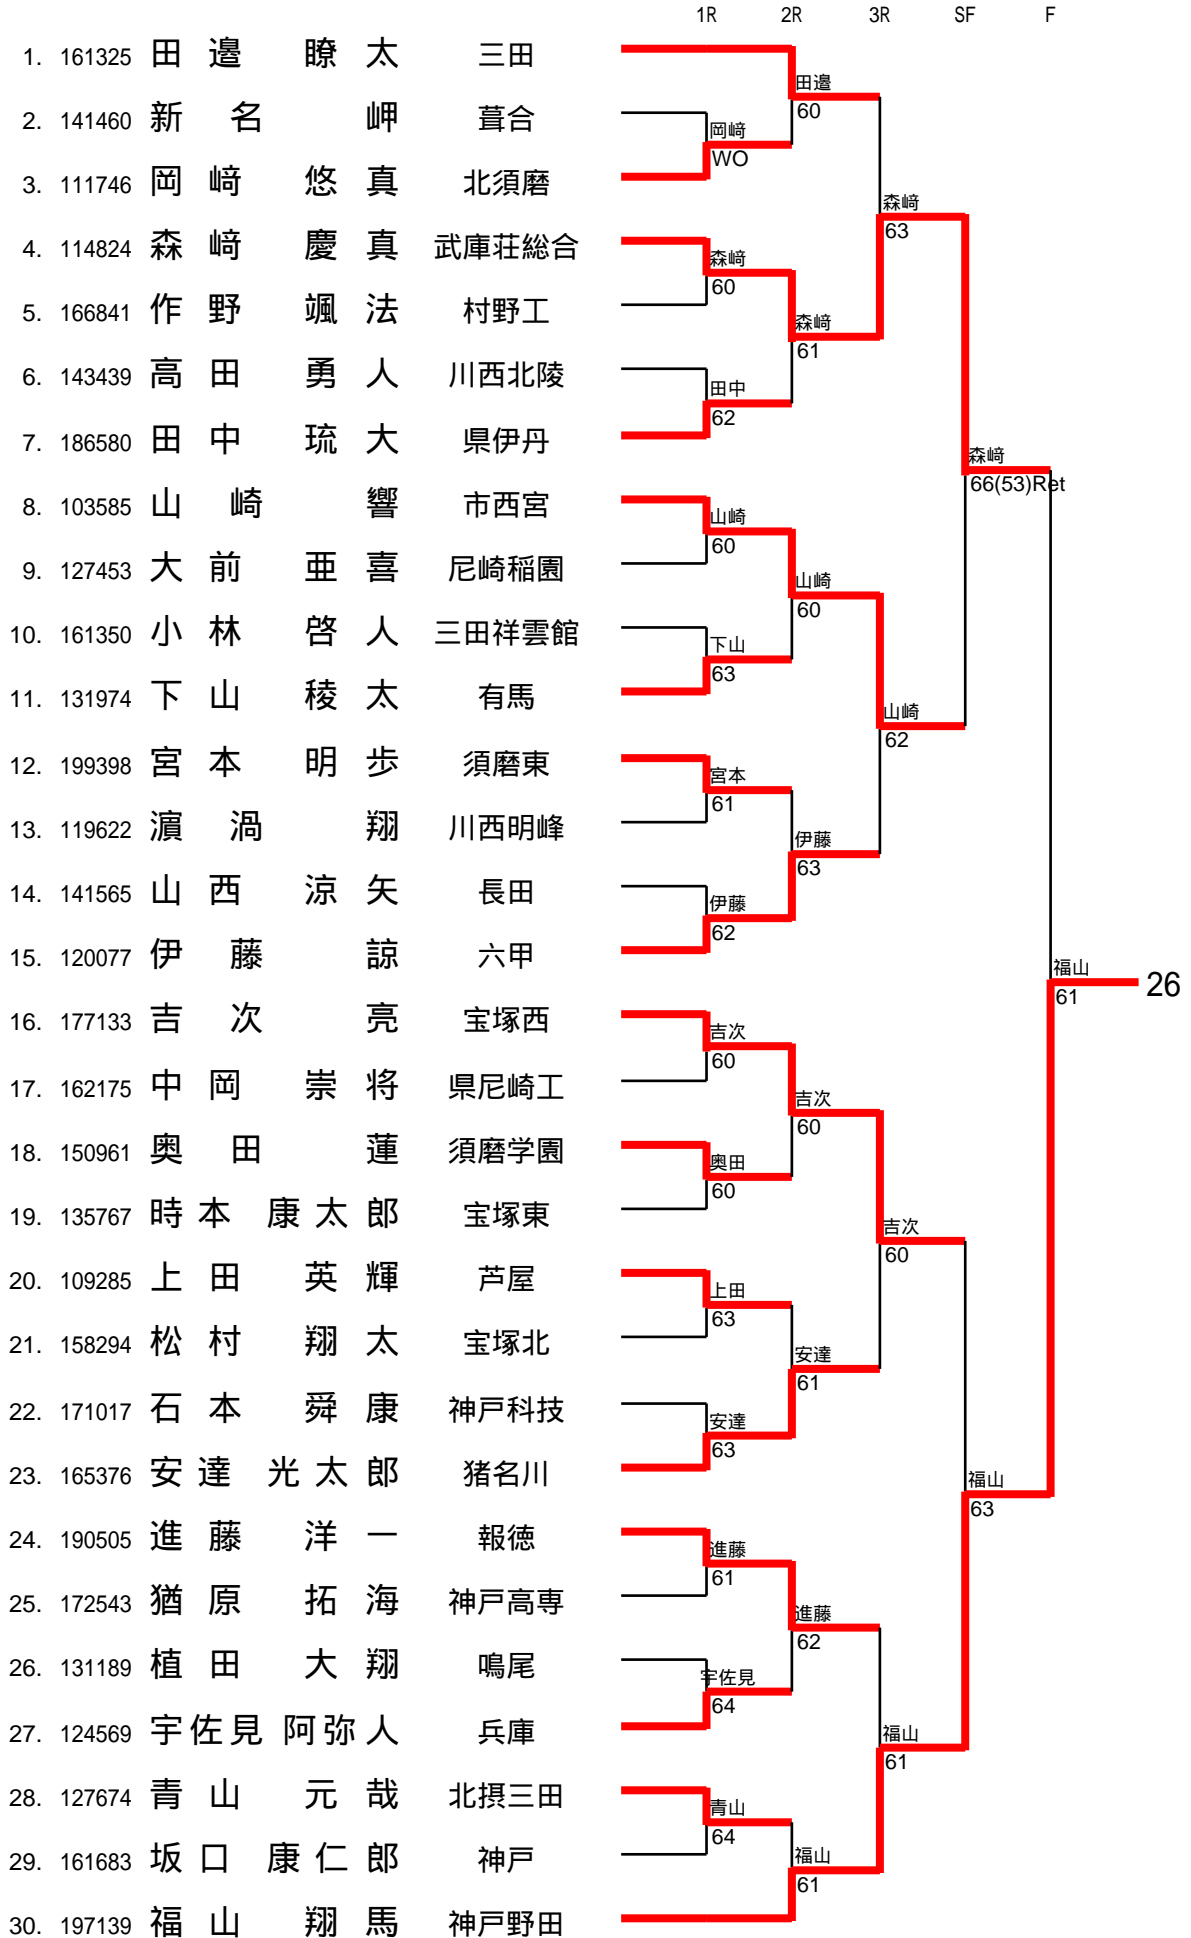 1R 2R 3R SF F
1. 161325 田邉 瞭太 三田
田邉
60
2. 141460 新名 岬 葺合
岡﨑
WO
3. 111746 岡﨑 悠真 北須磨
森﨑
63
4. 114824 森﨑 慶真 武庫荘総合
森﨑
60
5. 166841 作野 颯法 村野工
森﨑
61
6. 143439 高田 勇人 川西北陵
田中
62
7. 186580 田中 琉大 県伊丹
森﨑
66(53)Ret
8. 103585 山崎 響 市西宮
山崎
60
9. 127453 大前 亜喜 尼崎稲園
山崎
60
10. 161350 小林 啓人 三田祥雲館
下山
63
11. 131974 下山 稜太 有馬
山崎
62
12. 199398 宮本 明歩 須磨東
宮本
61
13. 119622 濵渦 翔 川西明峰
伊藤
63
14. 141565 山西 涼矢 長田
伊藤
62
15. 120077 伊藤 諒 六甲
福山
61
26
16. 177133 吉次 亮 宝塚西
吉次
60
17. 162175 中岡 崇将 県尼崎工
吉次
60
18. 150961 奥田 蓮 須磨学園
奥田
60
19. 135767 時本 康太郎 宝塚東
吉次
60
20. 109285 上田 英輝 芦屋
上田
63
21. 158294 松村 翔太 宝塚北
安達
61
22. 171017 石本 舜康 神戸科技
安達
63
23. 165376 安達 光太郎 猪名川
福山
63
24. 190505 進藤 洋一 報徳
進藤
61
25. 172543 猶原 拓海 神戸高専
進藤
62
26. 131189 植田 大翔 鳴尾
宇佐見
64
27. 124569 宇佐見 阿弥人 兵庫
福山
61
28. 127674 青山 元哉 北摂三田
青山
64
29. 161683 坂口 康仁郎 神戸
福山
61
30. 197139 福山 翔馬 神戸野田